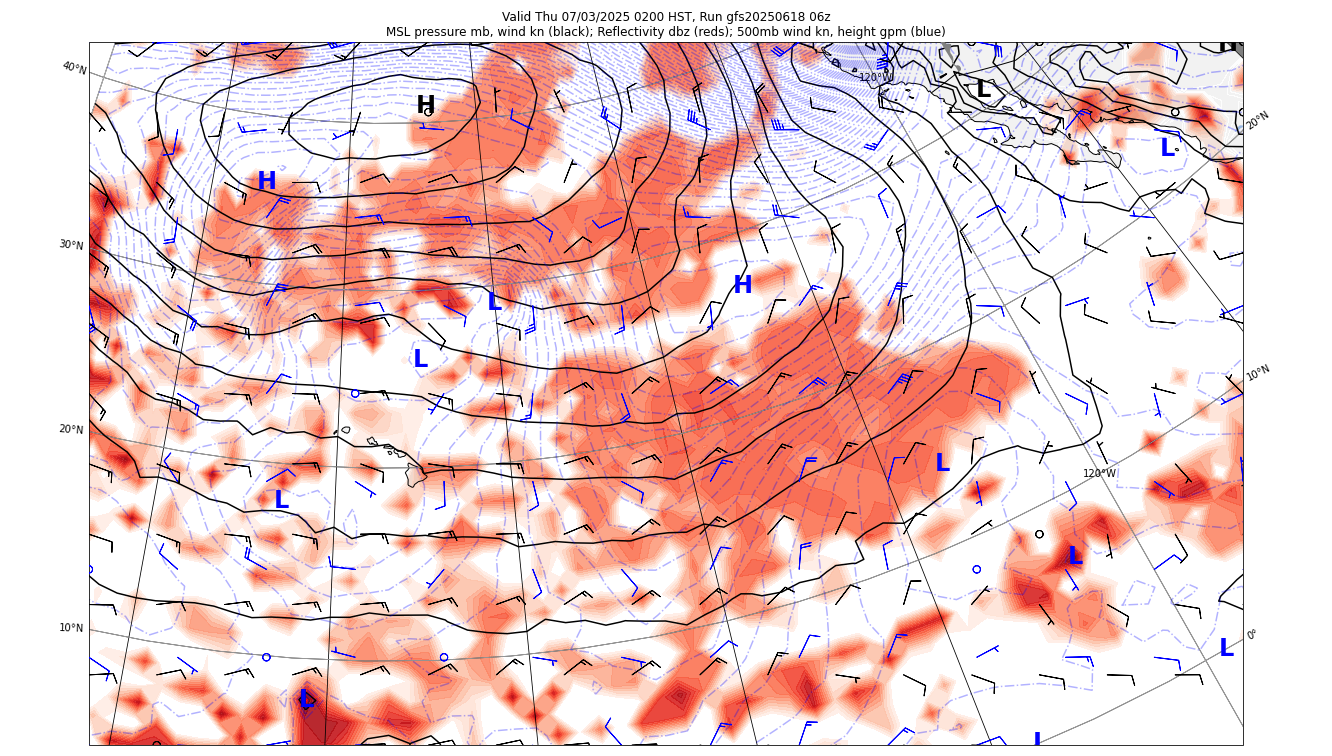 Valid Thu 07/03/2025 0200 HST, Run gfs20250618 06z
MSL pressure mb, wind kn (black); Reflectivity dbz (reds); 500mb wind kn, height gpm (blue)
H
40°N
120°W
L
H
20°N
L
H
30°N
H
L
L
10°N
20°N
L
120°W
L
L
10°N
0°
L
L
L